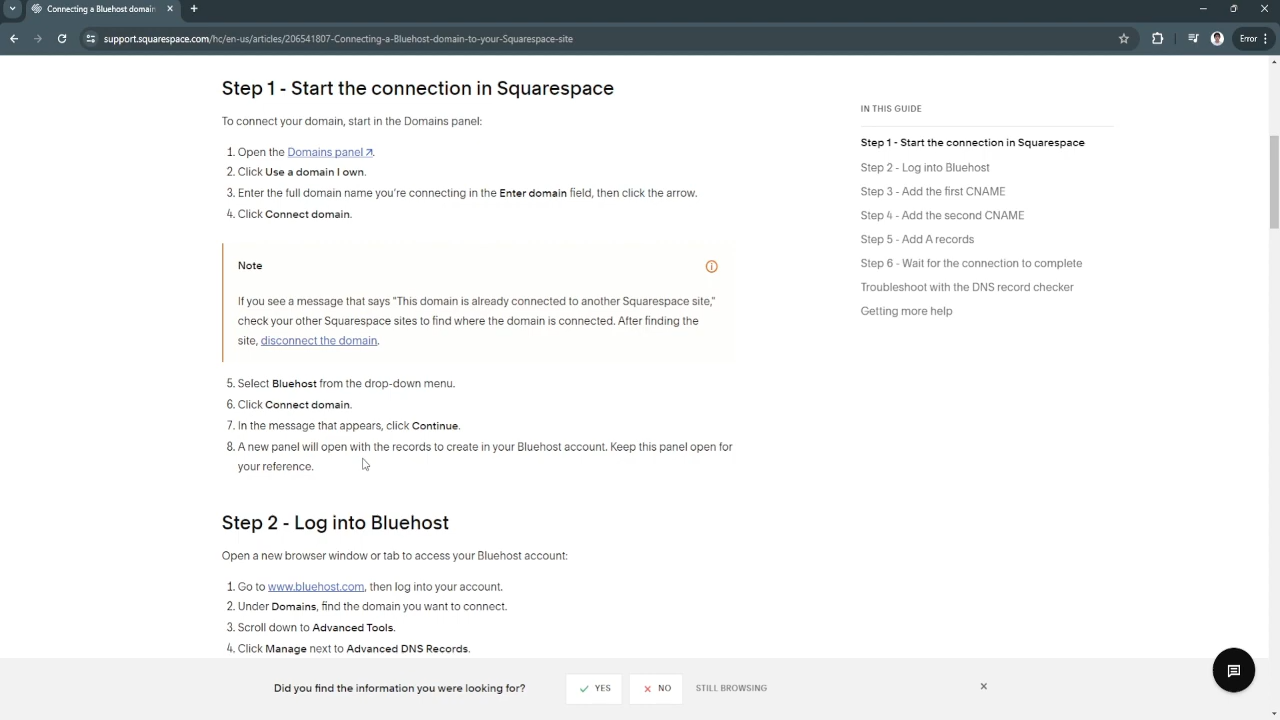 Connecting a Bluehost domain
support.squarespace.com/hc/en-us/articles/206541807-Connecting-a-Bluehost-domain-to-your-Squarespace-site
Error
Step 1 - Start the connection in Squarespace
To connect your domain, start in the Domains panel:
1. Open the Domains panel ↗.
2. Click Use a domain I own.
3. Enter the full domain name you're connecting in the Enter domain field, then click the arrow.
4. Click Connect domain.
Note
If you see a message that says "This domain is already connected to another Squarespace site,"
check your other Squarespace sites to find where the domain is connected. After finding the
site, disconnect the domain.
5. Select Bluehost from the drop-down menu.
6. Click Connect domain.
7. In the message that appears, click Continue.
8. A new panel will open with the records to create in your Bluehost account. Keep this panel open for
your reference.
Step 2 - Log into Bluehost
Open a new browser window or tab to access your Bluehost account:
1. Go to www.bluehost.com, then log into your account.
2. Under Domains, find the domain you want to connect.
3. Scroll down to Advanced Tools.
4. Click Manage next to Advanced DNS Records.
IN THIS GUIDE
Step 1 - Start the connection in Squarespace
Step 2 - Log into Bluehost
Step 3 - Add the first CNAME
Step 4 - Add the second CNAME
Step 5 - Add A records
Step 6 - Wait for the connection to complete
Troubleshoot with the DNS record checker
Getting more help
Did you find the information you were looking for? YES NO STILL BROWSING